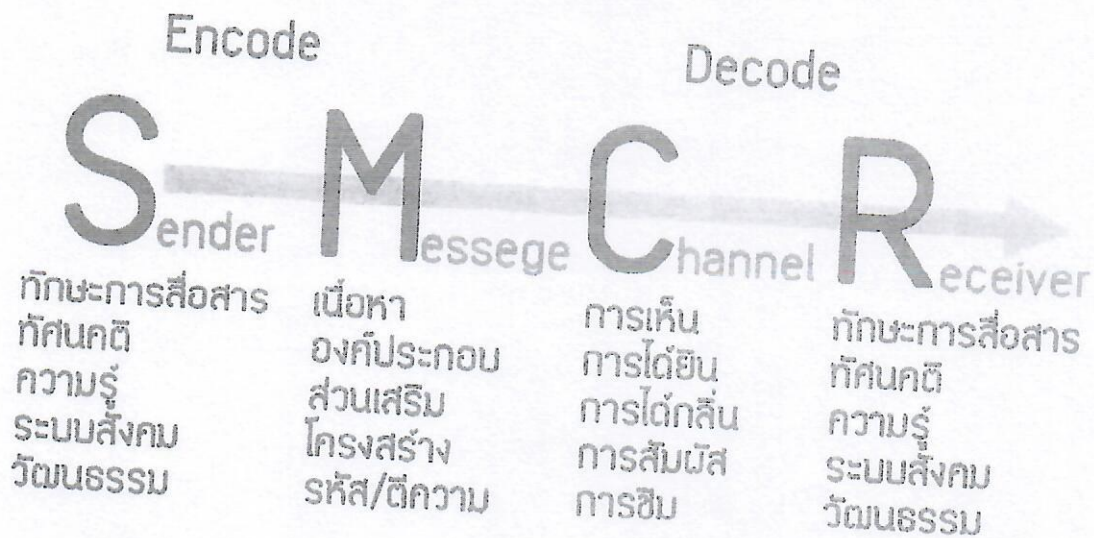 Encode
Decode
Sender
Messege
Channel
Receiver
ทักษะการสื่อสาร
ทัศนคติ
ความรู้
ระบบสังคม
วัฒนธรรม
เนื้อหา
องค์ประกอบ
ส่วนเสริม
โครงสร้าง
รหัส/ตีความ
การเห็น
การได้ยิน
การได้กลิ่น
การสัมผัส
การชิม
ทักษะการสื่อสาร
ทัศนคติ
ความรู้
ระบบสังคม
วัฒนธรรม